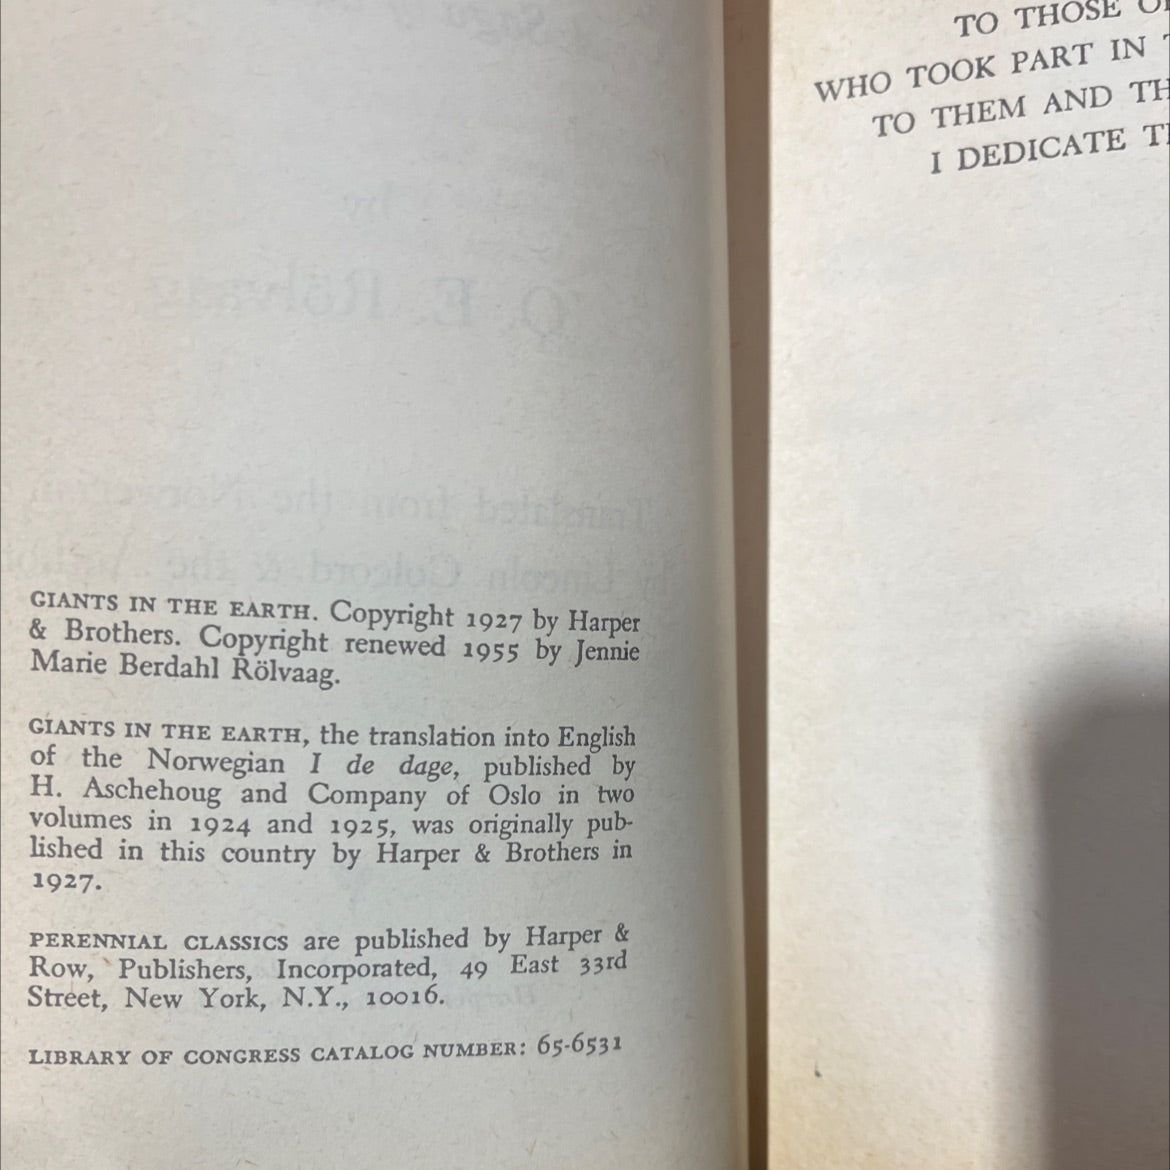 GIANTS IN THE EARTH. Copyright 1927 by Harper
& Brothers. Copyright renewed 1955 by Jennie
Marie Berdahl Rölvaag.
GIANTS IN THE EARTH, the translation into English
of the Norwegian I de dage, published by
H. Aschehoug and Company of Oslo in two
volumes in 1924 and 1925, was originally pub-
lished in this country by Harper & Brothers in
1927.
PERENNIAL CLASSICS are published by Harper &
Row, Publishers, Incorporated, 49 East 33rd
Street, New York, N.Y., 10016.
LIBRARY OF CONGRESS CATALOG NUMBER: 65-6531
TO THOSE
WHO TOOK PART IN
TO THEM AND
I DEDICATE